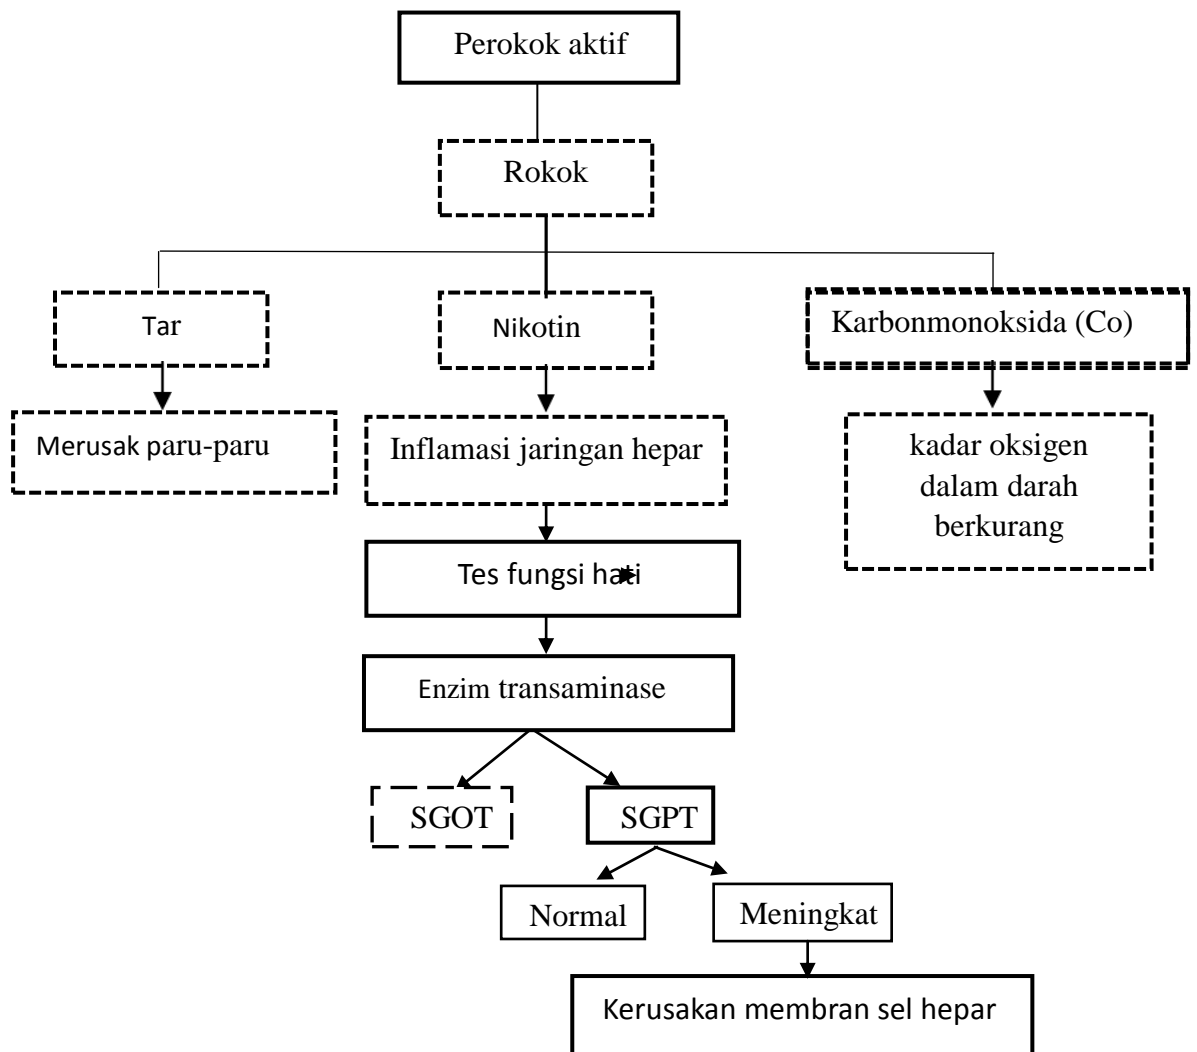 Perokok aktif
Rokok
Tar
Nikotin
Karbonmonoksida (Co)
Merusak paru-paru
Inflamasi jaringan hepar
kadar oksigen
dalam darah
berkurang
Tes fungsi hati
Enzim transaminase
SGOT
SGPT
Normal
Meningkat
Kerusakan membran sel hepar